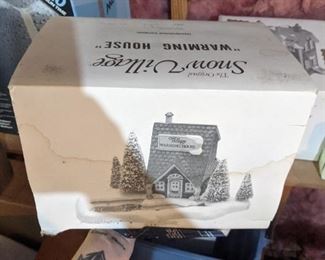 The Original
Snow Village
"WARMING HOUSE"
Village
WARMING HOUSE